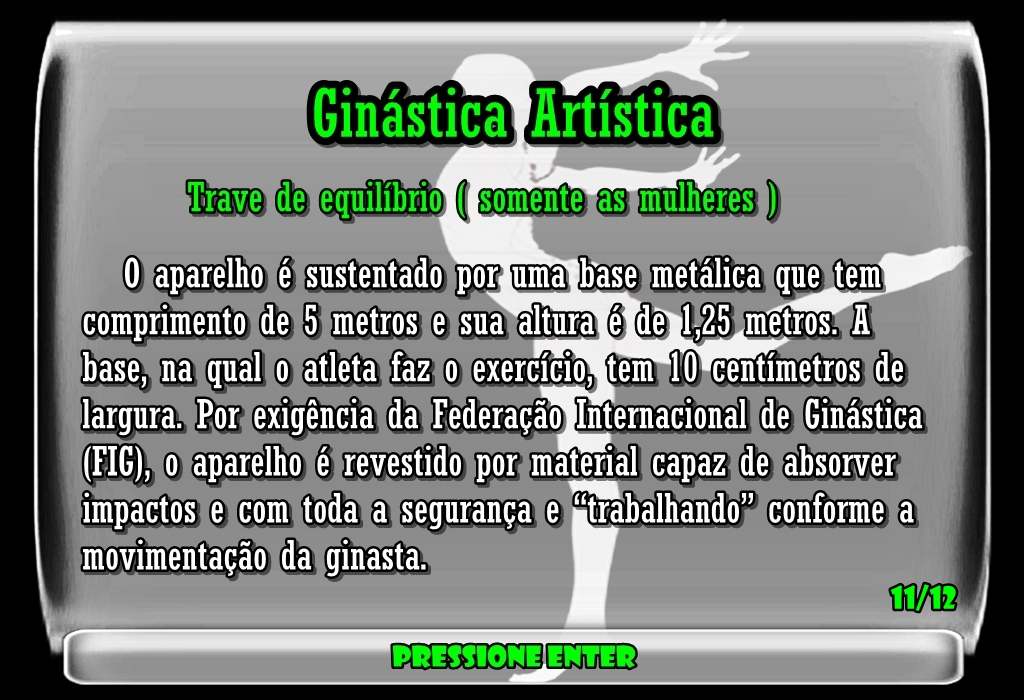 Ginástica Artística
Trave de equilíbrio ( somente as mulheres )
O aparelho é sustentado por uma base metálica que tem
comprimento de 5 metros e sua altura é de 1,25 metros. A
base, na qual o atleta faz o exercício, tem 10 centímetros de
largura. Por exigência da Federação Internacional de Ginástica
(FIG), o aparelho é revestido por material capaz de absorver
impactos e com toda a segurança e “trabalhando” conforme a
movimentação da ginasta.
11/12
PRESSIONE ENTER